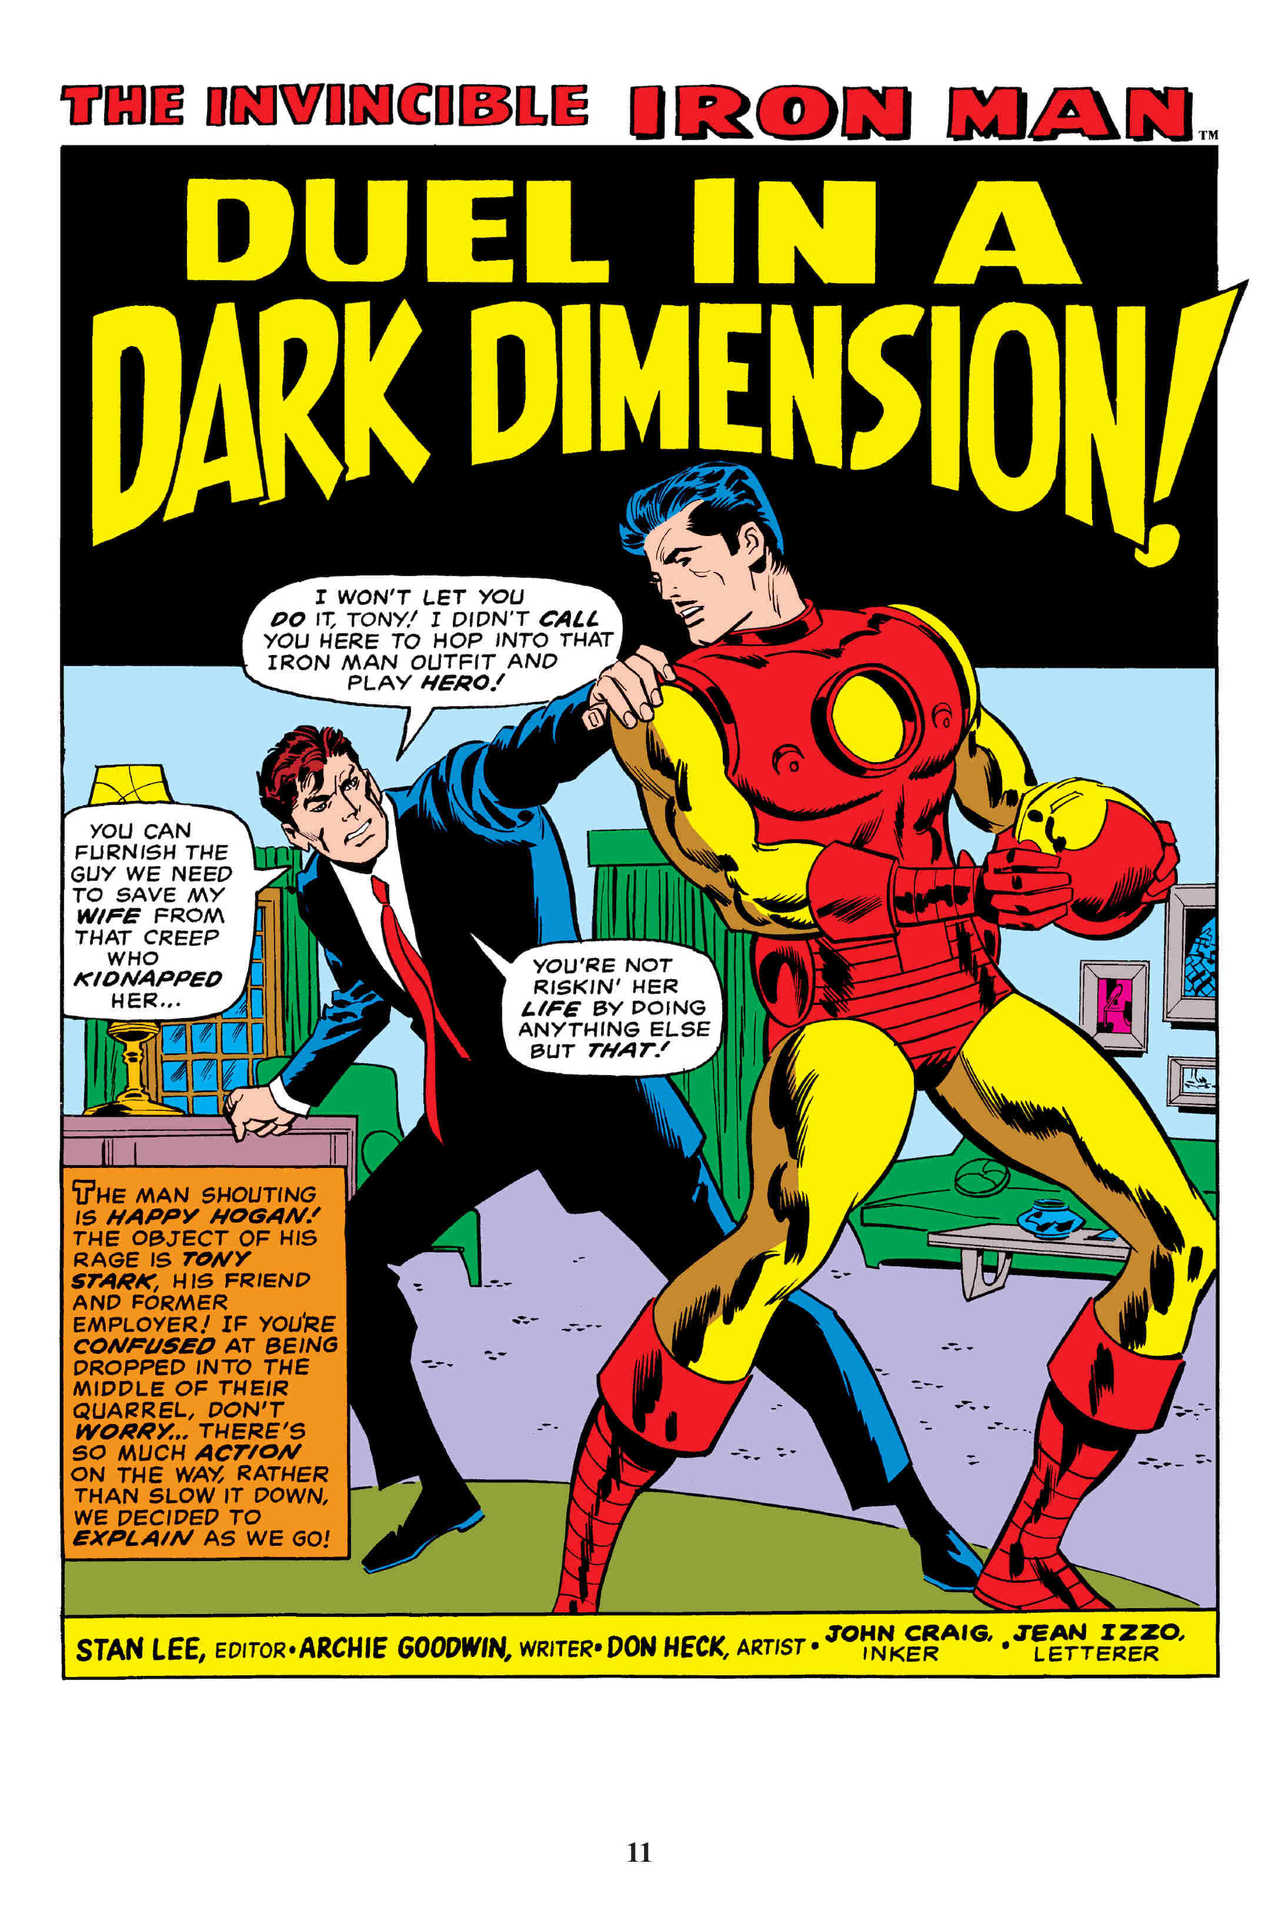 THE INVINCIBLE IRON MAN™
DUEL IN A
DARK DIMENSION!
I WON'T LET YOU
DO IT, TONY! I DIDN'T CALL
YOU HERE TO HOP INTO THAT
IRON MAN OUTFIT AND
PLAY HERO!
YOU CAN
FURNISH THE
GUY WE NEED
TO SAVE MY
WIFE FROM
THAT CREEP
WHO
KIDNAPPED
HER...
YOU'RE NOT
RISKIN' HER
LIFE BY DOING
ANYTHING ELSE
BUT THAT!
THE MAN SHOUTING
IS HAPPY HOGAN!
THE OBJECT OF HIS
RAGE IS TONY
STARK, HIS FRIEND
AND FORMER
EMPLOYER! IF YOU'RE
CONFUSED AT BEING
DROPPED INTO THE
MIDDLE OF THEIR
QUARREL, DON'T
WORRY... THERE'S
SO MUCH ACTION
ON THE WAY, RATHER
THAN SLOW IT DOWN,
WE DECIDED TO
EXPLAIN AS WE GO!
STAN LEE, EDITOR • ARCHIE GOODWIN, WRITER • DON HECK, ARTIST • JOHN CRAIG, INKER • JEAN IZZO, LETTERER
11